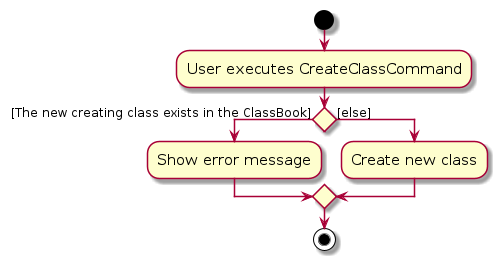 User executes CreateClassCommand
[The new creating class exists in the ClassBook]
[else]
Show error message
Create new class